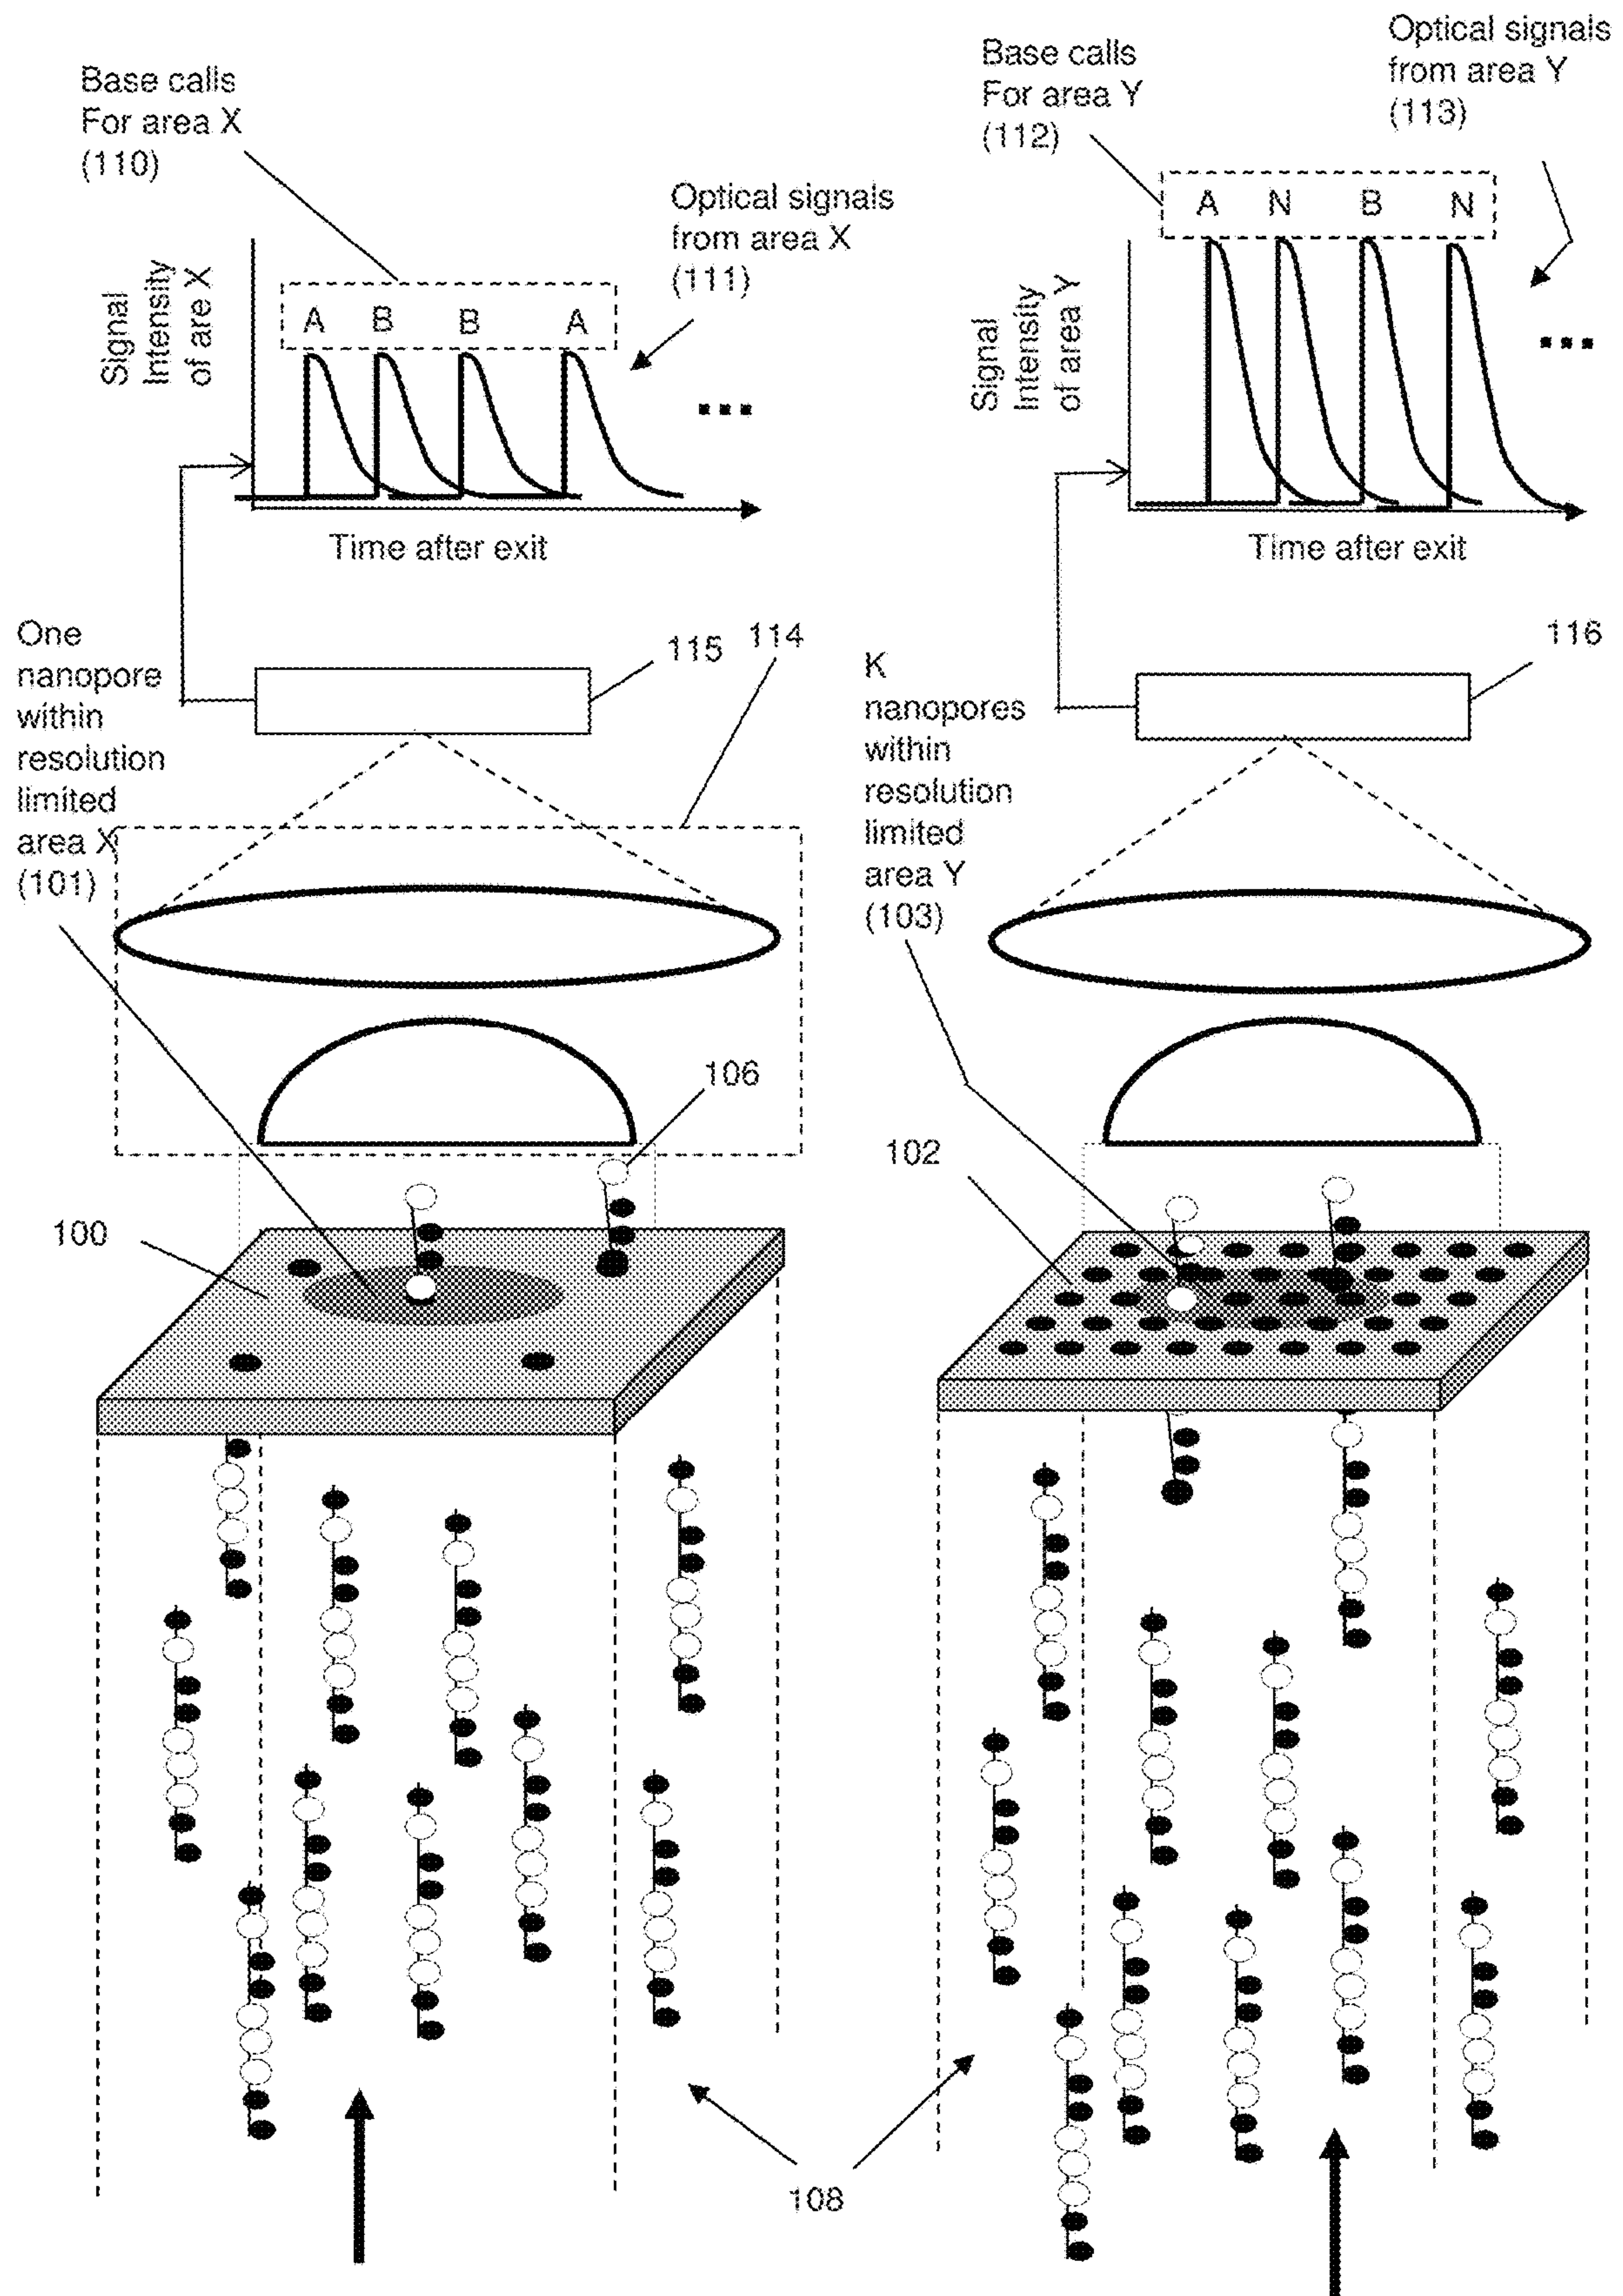 Base calls
For area X
(110)
Optical signals
from area X
(111)
Signal
Intensity
of are X
A B B A
Time after exit
Base calls
For area Y
(112)
Optical signals
from area Y
(113)
Signal
Intensity
of area Y
A N B N
Time after exit
One
nanopore
within
resolution
limited
area X
(101)
115
114
K
nanopores
within
resolution
limited
area Y
(103)
116
106
100
102
108